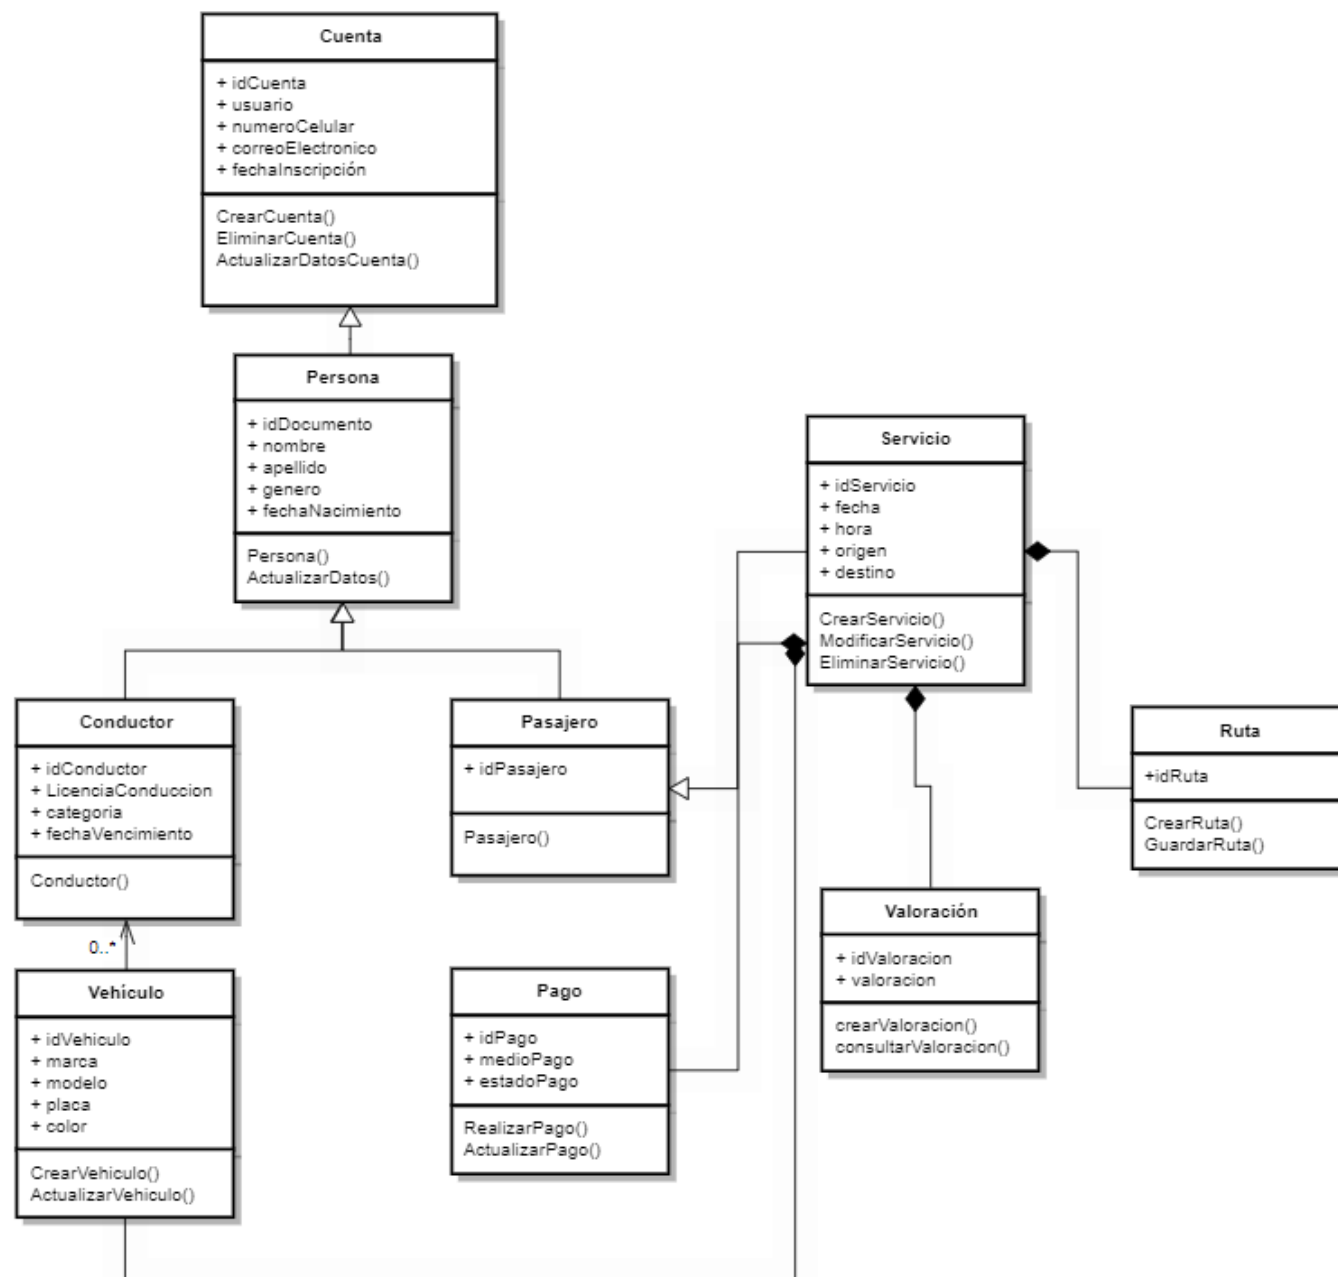 Cuenta
+ idCuenta
+ usuario
+ numeroCelular
+ correoElectronico
+ fechaInscripción
CrearCuenta()
EliminarCuenta()
ActualizarDatosCuenta()
Persona
+ idDocumento
+ nombre
+ apellido
+ genero
+ fechaNacimiento
Persona()
ActualizarDatos()
Servicio
+ idServicio
+ fecha
+ hora
+ origen
+ destino
CrearServicio()
ModificarServicio()
EliminarServicio()
Conductor
+ idConductor
+ LicenciaConduccion
+ categoria
+ fechaVencimiento
Conductor()
Pasajero
+ idPasajero
Pasajero()
Ruta
+idRuta
CrearRuta()
GuardarRuta()
Valoración
+ idValoracion
+ valoracion
crearValoracion()
consultarValoracion()
0..*
Vehículo
+ idVehiculo
+ marca
+ modelo
+ placa
+ color
CrearVehiculo()
ActualizarVehiculo()
Pago
+ idPago
+ medioPago
+ estadoPago
RealizarPago()
ActualizarPago()